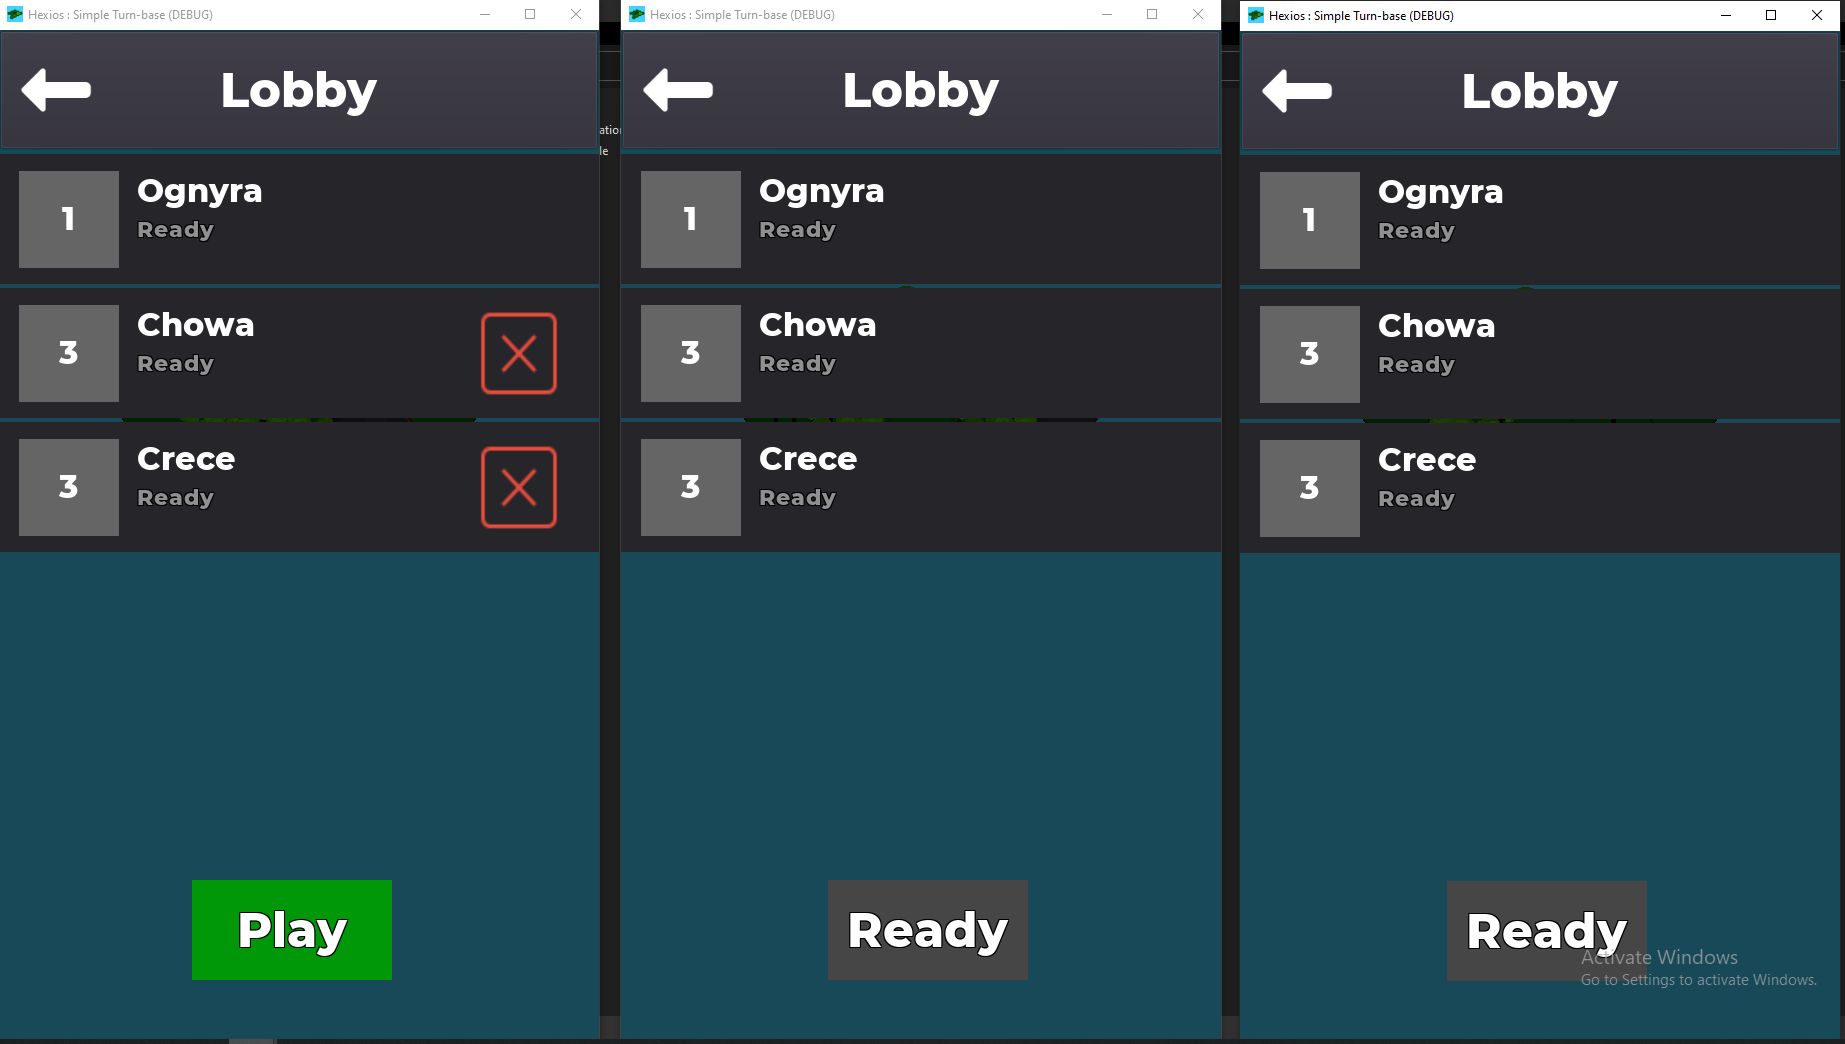 Hexios : Simple Turn-base (DEBUG)
Lobby
1
Ognyra
Ready
3
Chowa
Ready
3
Crece
Ready
Play
ation
le
Hexios : Simple Turn-base (DEBUG)
Lobby
1
Ognyra
Ready
3
Chowa
Ready
3
Crece
Ready
Ready
Hexios : Simple Turn-base (DEBUG)
Lobby
1
Ognyra
Ready
3
Chowa
Ready
3
Crece
Ready
Ready
Activate Windows
Go to Settings to activate Windows.